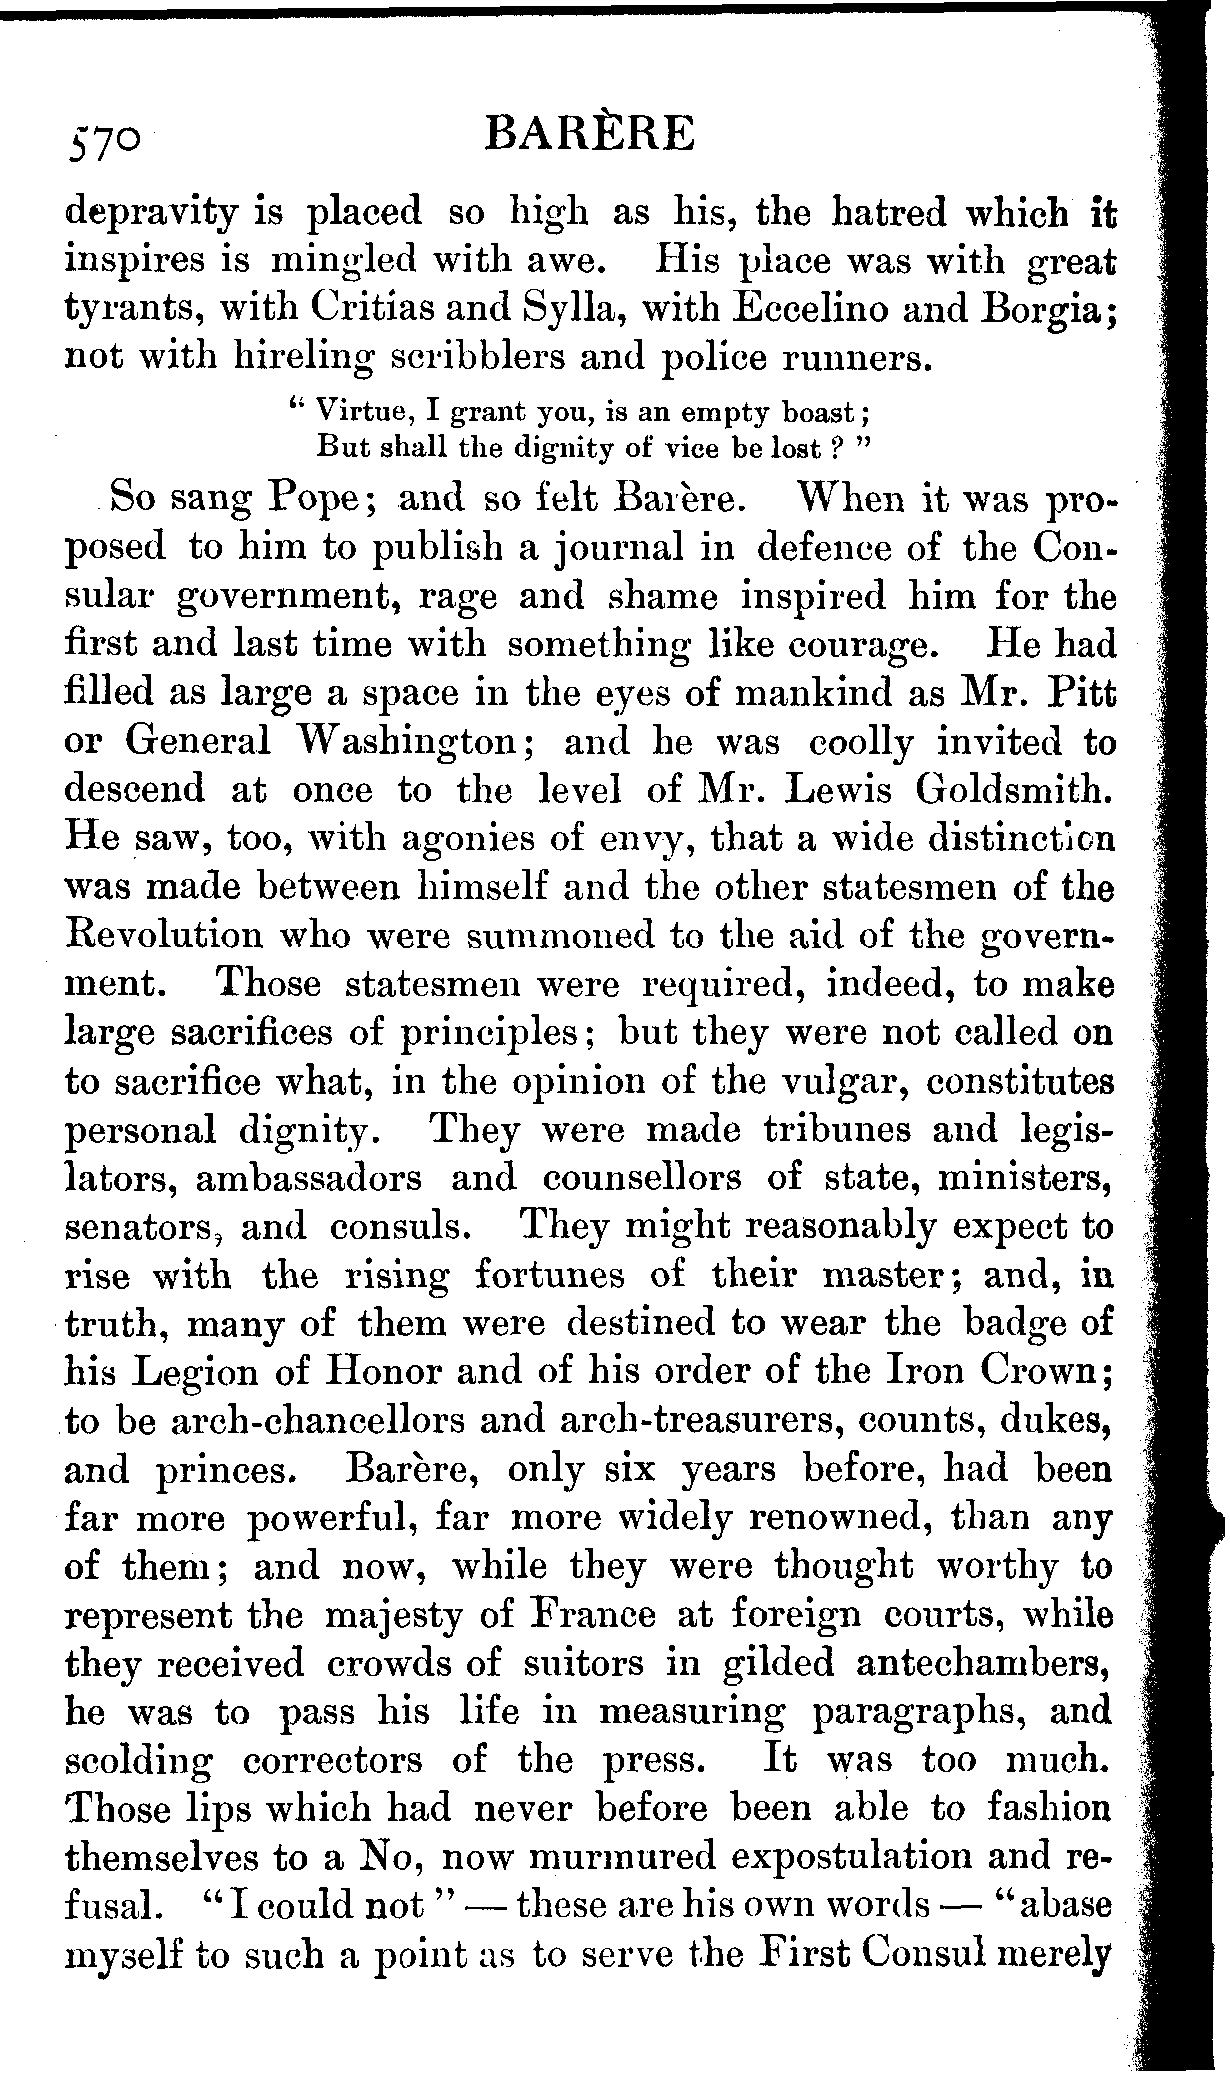 570
BARÈRE
depravity is placed so high as his, the hatred which it
inspires is mingled with awe. His place was with great
tyrants, with Critias and Sylla, with Eccelino and Borgia;
not with hireling scribblers and police runners.
“ Virtue, I grant you, is an empty boast;
But shall the dignity of vice be lost ? ”
So sang Pope; and so felt Barère. When it was pro-
posed to him to publish a journal in defence of the Con-
sular government, rage and shame inspired him for the
first and last time with something like courage. He had
filled as large a space in the eyes of mankind as Mr. Pitt
or General Washington; and he was coolly invited to
descend at once to the level of Mr. Lewis Goldsmith.
He saw, too, with agonies of envy, that a wide distinction
was made between himself and the other statesmen of the
Revolution who were summoned to the aid of the govern-
ment. Those statesmen were required, indeed, to make
large sacrifices of principles; but they were not called on
to sacrifice what, in the opinion of the vulgar, constitutes
personal dignity. They were made tribunes and legis-
lators, ambassadors and counsellors of state, ministers,
senators, and consuls. They might reasonably expect to
rise with the rising fortunes of their master; and, in
truth, many of them were destined to wear the badge of
his Legion of Honor and of his order of the Iron Crown;
to be arch-chancellors and arch-treasurers, counts, dukes,
and princes. Barère, only six years before, had been
far more powerful, far more widely renowned, than any
of them; and now, while they were thought worthy to
represent the majesty of France at foreign courts, while
they received crowds of suitors in gilded antechambers,
he was to pass his life in measuring paragraphs, and
scolding correctors of the press. It was too much.
Those lips which had never before been able to fashion
themselves to a No, now murmured expostulation and re-
fusal. “I could not” — these are his own words — “abase
myself to such a point as to serve the First Consul merely